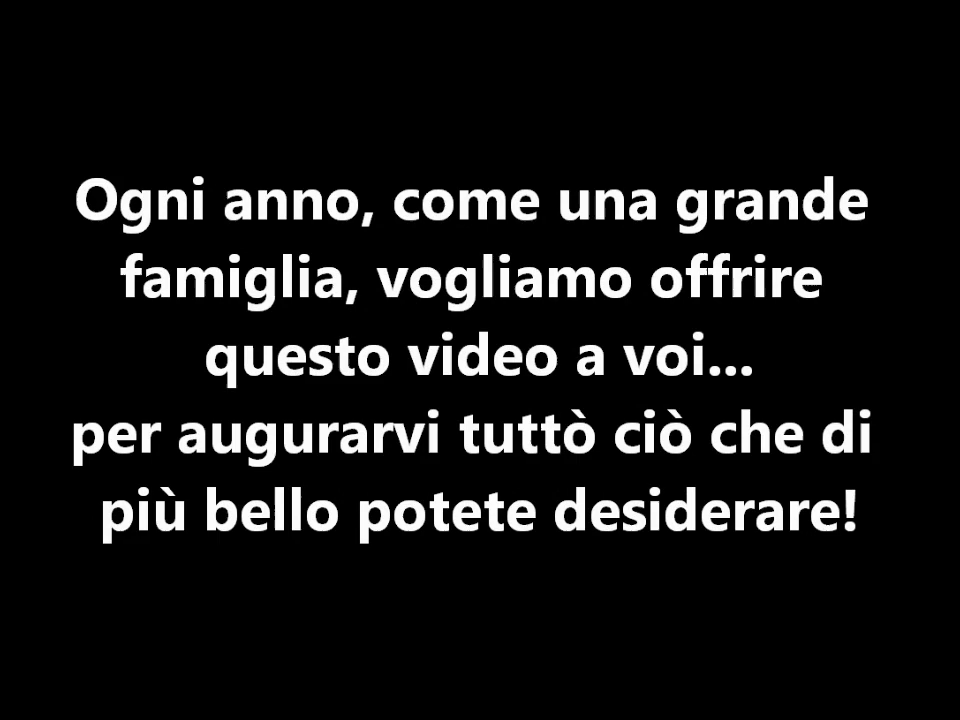 Ogni anno, come una grande
famiglia, vogliamo offrire
questo video a voi...
per augurarvi tuttò ciò che di
più bello potete desiderare!